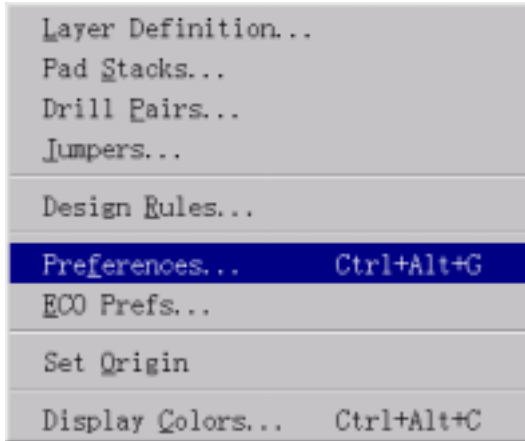 Layer Definition...
Pad Stacks...
Drill Pairs...
Jumpers...
Design Rules...
Preferences... Ctrl+Alt+G
ECO Prefs...
Set Origin
Display Colors... Ctrl+Alt+C